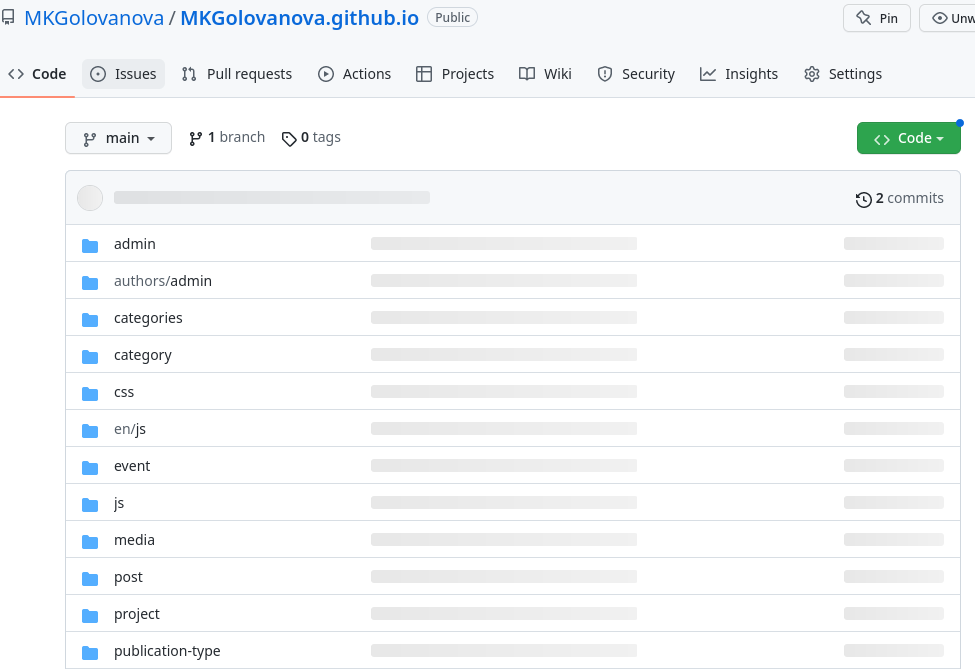 MKGolovanova / MKGolovanova.github.io Public Pin Unw
Code Issues Pull requests Actions Projects Wiki Security Insights Settings
main 1 branch 0 tags Code
2 commits
admin
authors/admin
categories
category
css
en/js
event
js
media
post
project
publication-type